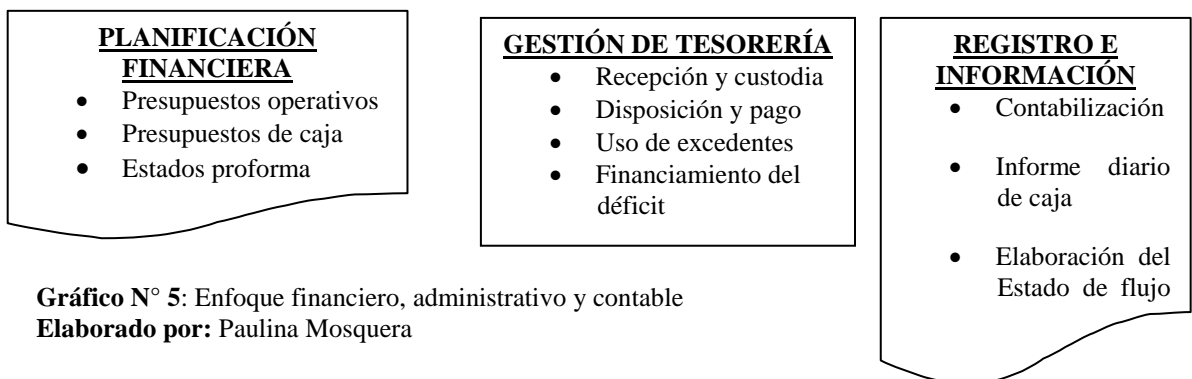 PLANIFICACIÓN
FINANCIERA
• Presupuestos operativos
• Presupuestos de caja
• Estados proforma
GESTIÓN DE TESORERÍA
• Recepción y custodia
• Disposición y pago
• Uso de excedentes
• Financiamiento del
déficit
REGISTRO E
INFORMACIÓN
• Contabilización
• Informe diario
de caja
• Elaboración del
Estado de flujo
Gráfico N° 5: Enfoque financiero, administrativo y contable
Elaborado por: Paulina Mosquera